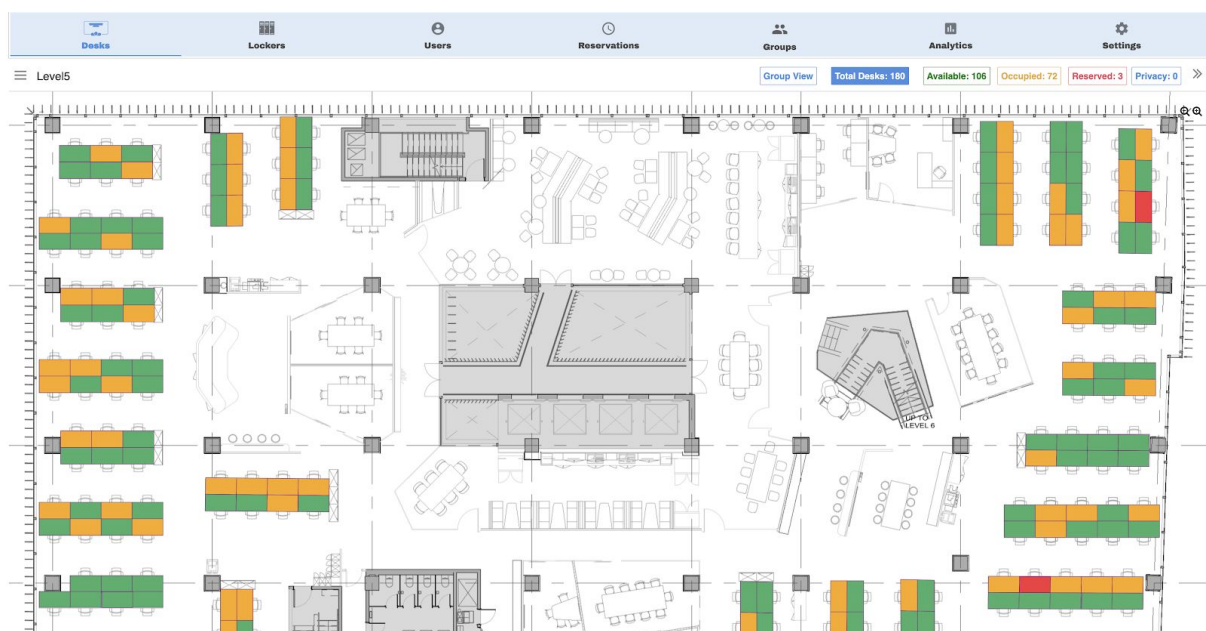 Desks
Lockers
Users
Reservations
Groups
Analytics
Settings
Level5
Group View
Total Desks: 180
Available: 106
Occupied: 72
Reserved: 3
Privacy: 0
UP TO
LEVEL 6